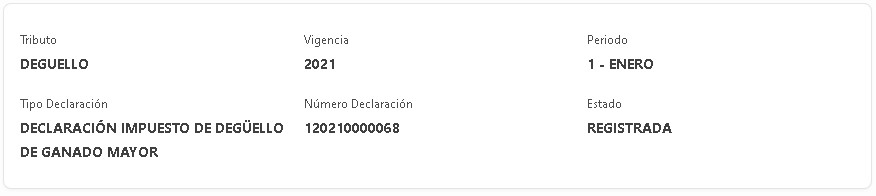 Tributo
Vigencia
Periodo
DEGUELLO
2021
1 - ENERO
Tipo Declaración
Número Declaración
Estado
DECLARACIÓN IMPUESTO DE DEGÜELLO
120210000068
REGISTRADA
DE GANADO MAYOR